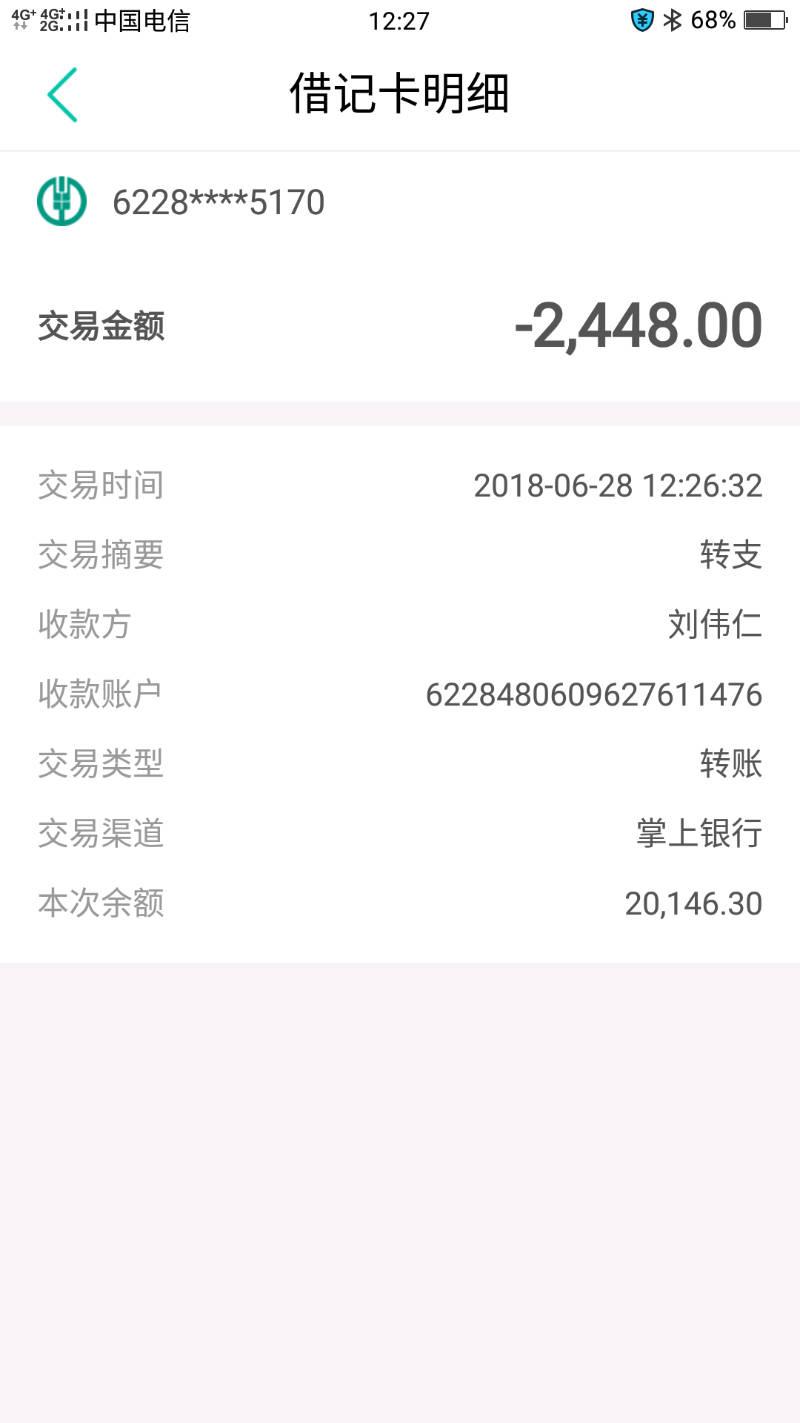 4G+ 4G+ 2G 中国电信 12:27 68%
借记卡明细
6228****5170
交易金额 -2,448.00
交易时间 2018-06-28 12:26:32
交易摘要 转支
收款方 刘伟仁
收款账户 6228480609627611476
交易类型 转账
交易渠道 掌上银行
本次余额 20,146.30